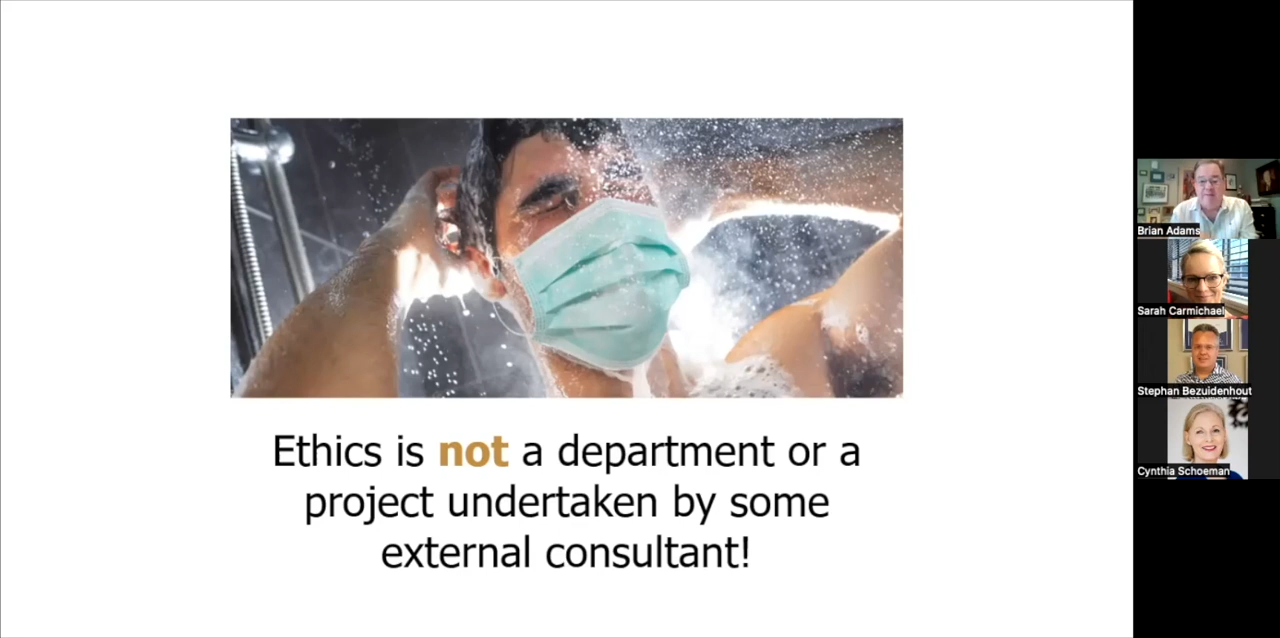 Ethics is not a department or a
project undertaken by some
external consultant!
Brian Adams
Sarah Carmichael
Stephan Bezuidenhout
Cynthia Schoeman